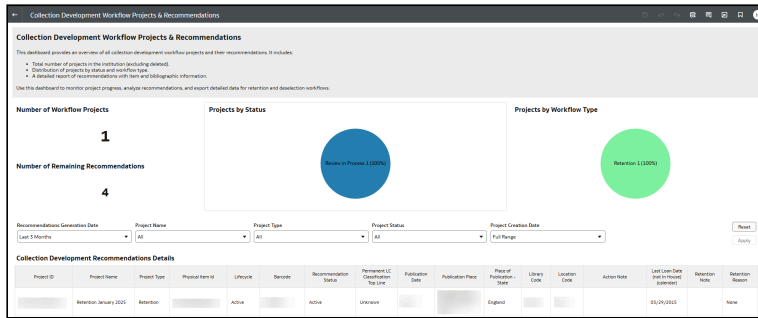 Collection Development Workflow Projects & Recommendations
Collection Development Workflow Projects & Recommendations
This dashboard provides an overview of all collection development workflow projects and their recommendations. It includes:
Total number of projects in the institution (excluding deleted).
Distribution of projects by status and workflow type.
A detailed report of recommendations with item and bibliographic information.
Use this dashboard to monitor project progress, analyze recommendations, and export detailed data for retention and deselection workflows.
Number of Workflow Projects
1
Number of Remaining Recommendations
4
Projects by Status
Review in Process 1 (100%)
Projects by Workflow Type
Retention 1 (100%)
Recommendations Generation Date Project Name Project Type Project Status Project Creation Date
Last 3 Months All All All Full Range
Reset
Apply
Collection Development Recommendations Details
Project ID Project Name Project Type Physical Item Id Lifecycle Barcode Recommendation Status Permanent LC Classification Top Line Publication Date Publication Place Place of Publication - State Library Code Location Code Action Note Last Loan Date (not In House) (calendar) Retention Note Retention Reason
Retention January 2025 Retention Active Active Unknown England 05/29/2015 None